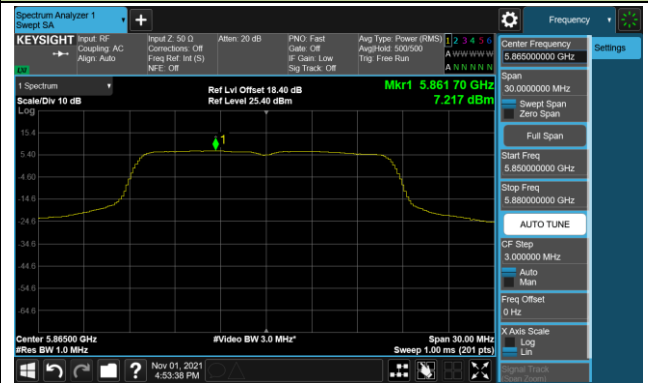 Spectrum Analyzer 1
Swept SA
Frequency
KEYSIGHT
Input: RF
Coupling: AC
Align: Auto
Input Z: 50 Ω
Corrections: Off
Freq Ref: Int (S)
NFE: Off
Atten: 20 dB
PNO: Fast
Gate: Off
IF Gain: Low
Sig Track: Off
Avg Type: Power (RMS)
Avg|Hold: 500/500
Trig: Free Run
1 2 3 4 5 6
A W W W W W
A N N N N N
1 Spectrum
Scale/Div 10 dB
Ref Lvl Offset 18.40 dB
Ref Level 25.40 dBm
Mkr1 5.861 70 GHz
7.217 dBm
Log
15.4
5.40
-4.60
-14.6
-24.6
-34.6
-44.6
-54.6
-64.6
1
Center 5.86500 GHz
#Res BW 1.0 MHz
#Video BW 3.0 MHz*
Span 30.00 MHz
Sweep 1.00 ms (201 pts)
Center Frequency
5.865000000 GHz
Settings
Span
30.0000000 MHz
Swept Span
Zero Span
Full Span
Start Freq
5.850000000 GHz
Stop Freq
5.880000000 GHz
AUTO TUNE
CF Step
3.000000 MHz
Auto
Man
Freq Offset
0 Hz
X Axis Scale
Log
Lin
Signal Track
(Span Zoom)
?
Nov 01, 2021
4:53:38 PM